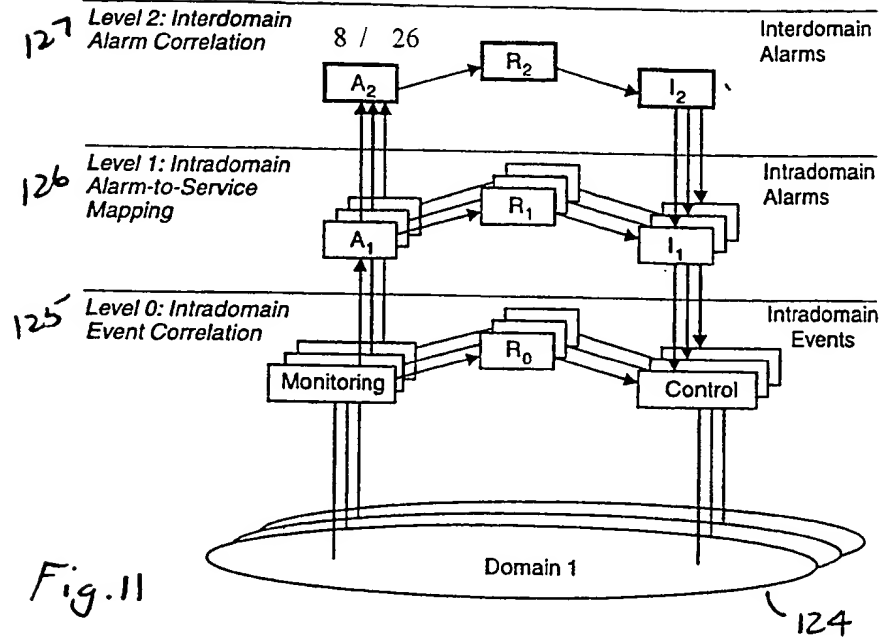 127
Level 2: Interdomain
Alarm Correlation
8 / 26
Interdomain
Alarms
A2
R2
I2
126
Level 1: Intradomain
Alarm-to-Service
Mapping
Intradomain
Alarms
A1
R1
I1
125
Level 0: Intradomain
Event Correlation
Intradomain
Events
Monitoring
R0
Control
Domain 1
Fig.11
124